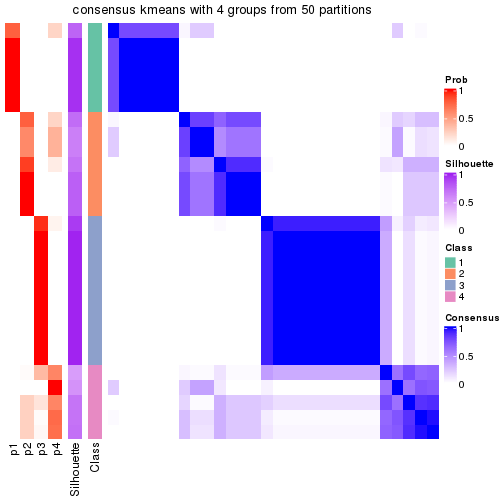 consensus kmeans with 4 groups from 50 partitions
Prob
1
0.5
0
Silhouette
1
0.5
0
Class
1
2
3
4
Consensus
1
0.5
0
p1
p2
p3
p4
Silhouette
Class